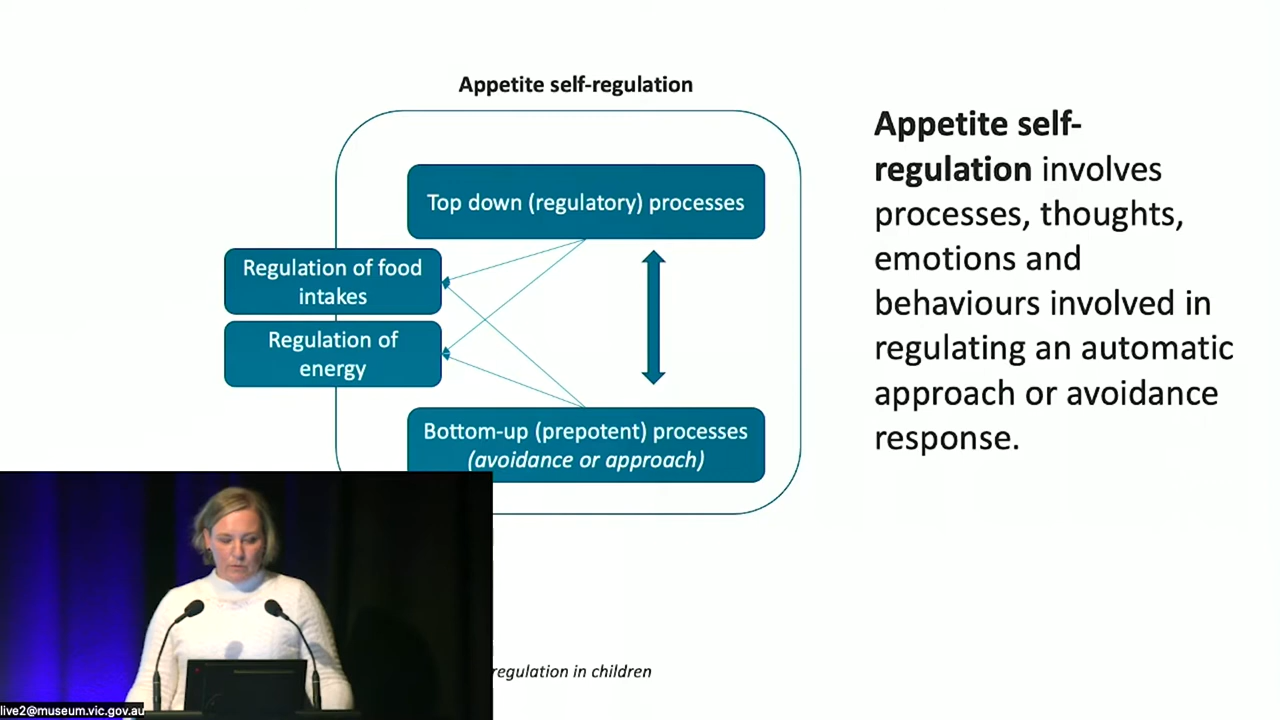 Appetite self-regulation
Top down (regulatory) processes
Regulation of food
intakes
Regulation of
energy
Bottom-up (prepotent) processes
(avoidance or approach)
Appetite self-
regulation involves
processes, thoughts,
emotions and
behaviours involved in
regulating an automatic
approach or avoidance
response.
regulation in children
live2@museum.vic.gov.au